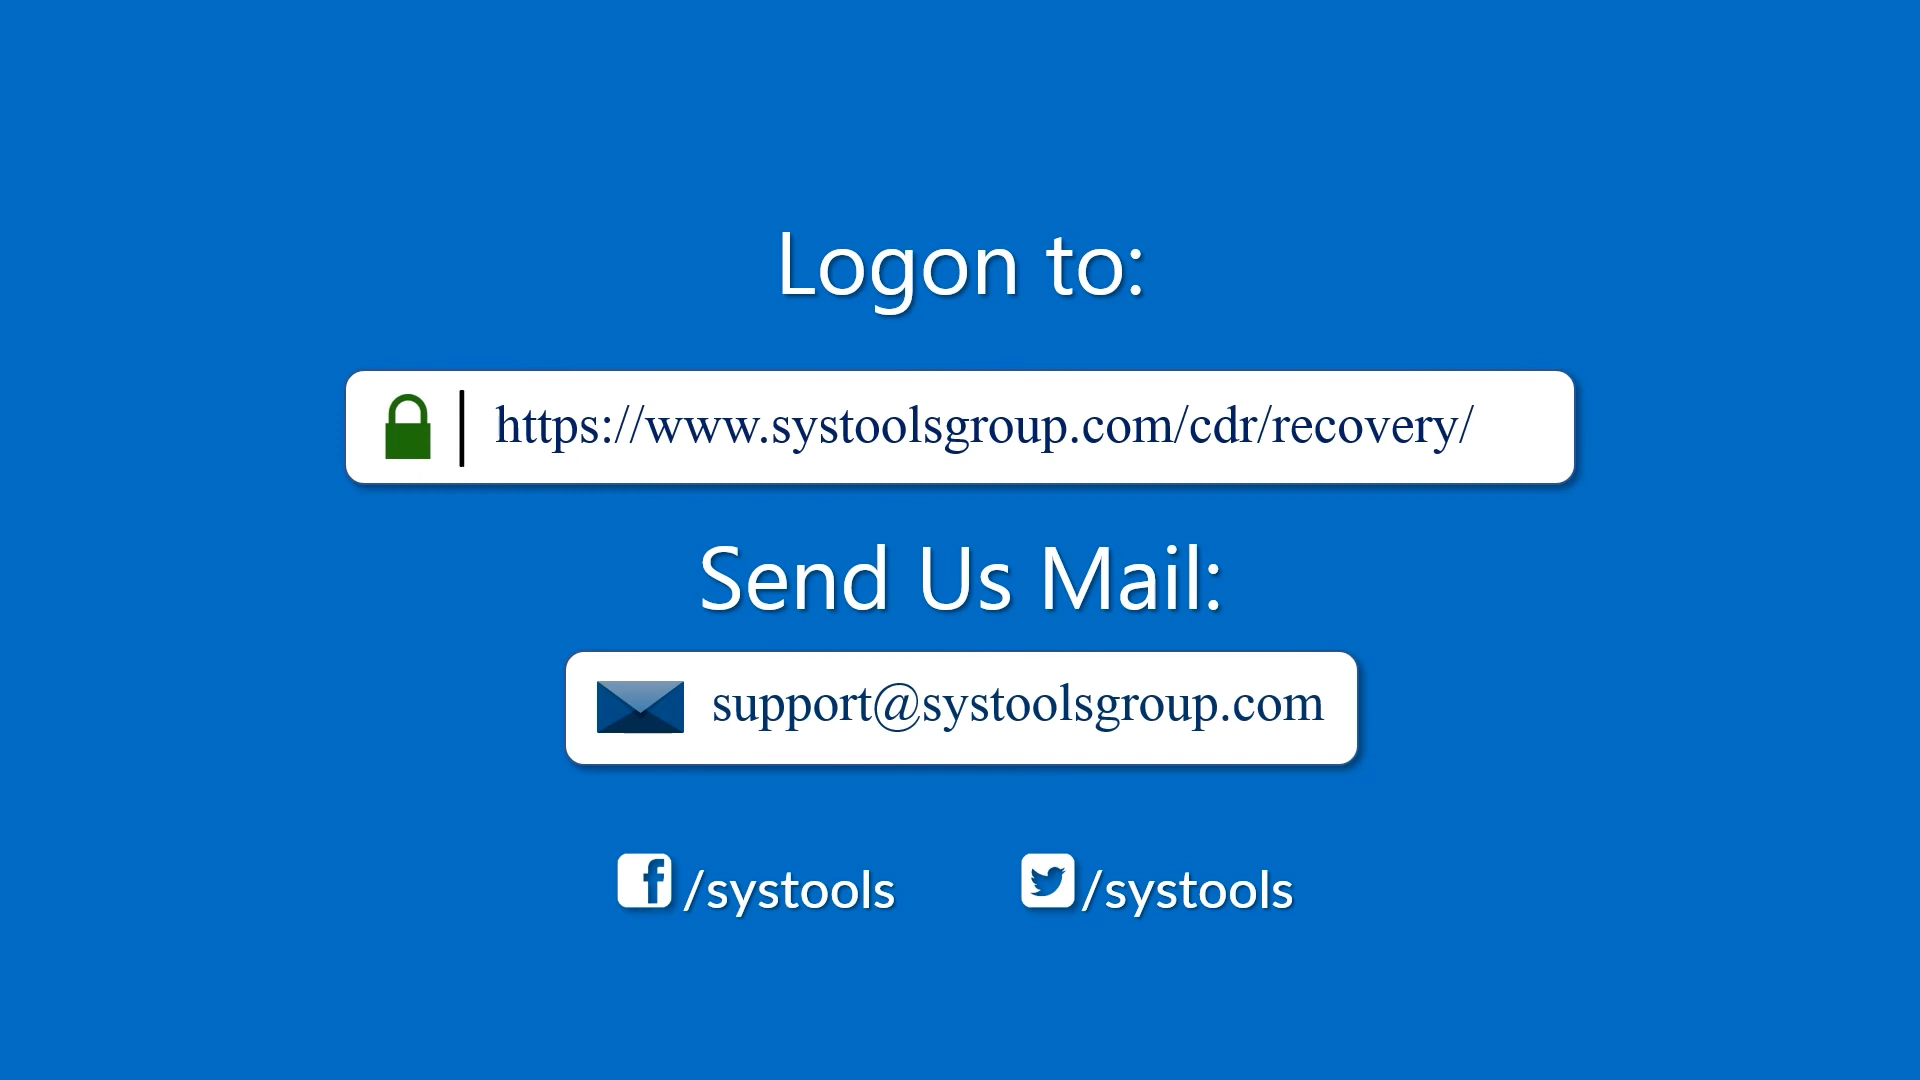 Logon to:
https://www.systoolsgroup.com/cdr/recovery/
Send Us Mail:
support@systoolsgroup.com
/systools /systools